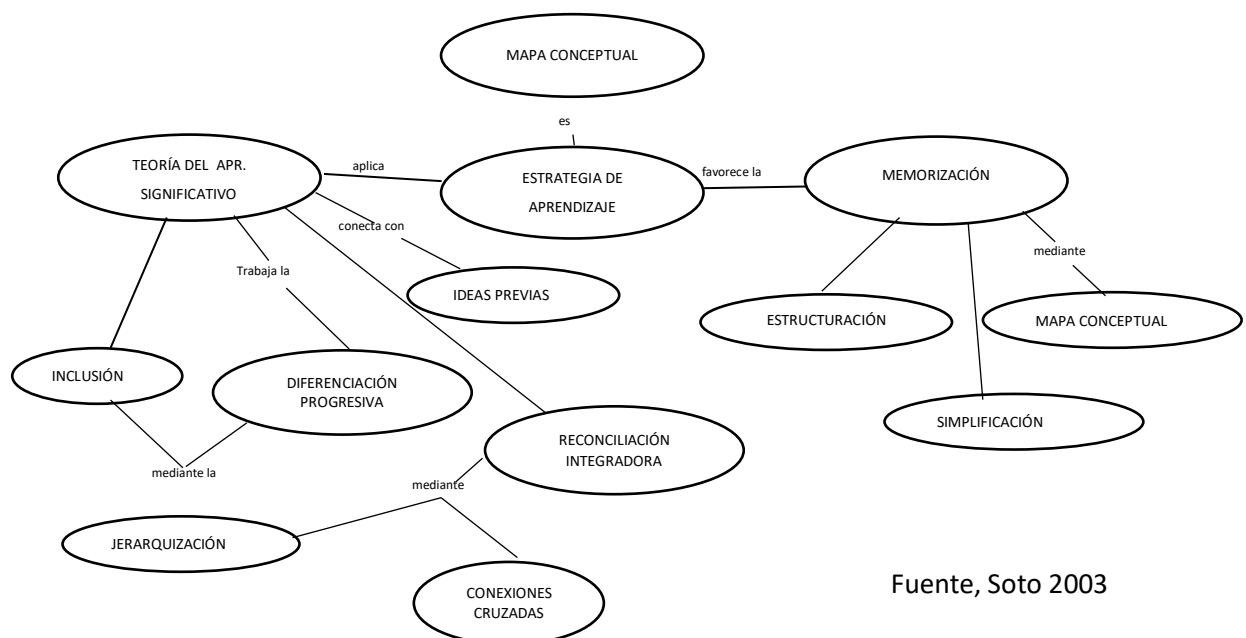 MAPA CONCEPTUAL
es
TEORÍA DEL APR.
SIGNIFICATIVO
aplica
ESTRATEGIA DE
APRENDIZAJE
favorece la
MEMORIZACIÓN
conecta con
mediante
Trabaja la
IDEAS PREVIAS
ESTRUCTURACIÓN
MAPA CONCEPTUAL
INCLUSIÓN
DIFERENCIACIÓN
PROGRESIVA
SIMPLIFICACIÓN
RECONCILIACIÓN
INTEGRADORA
mediante la
mediante
JERARQUIZACIÓN
CONEXIONES
CRUZADAS
Fuente, Soto 2003